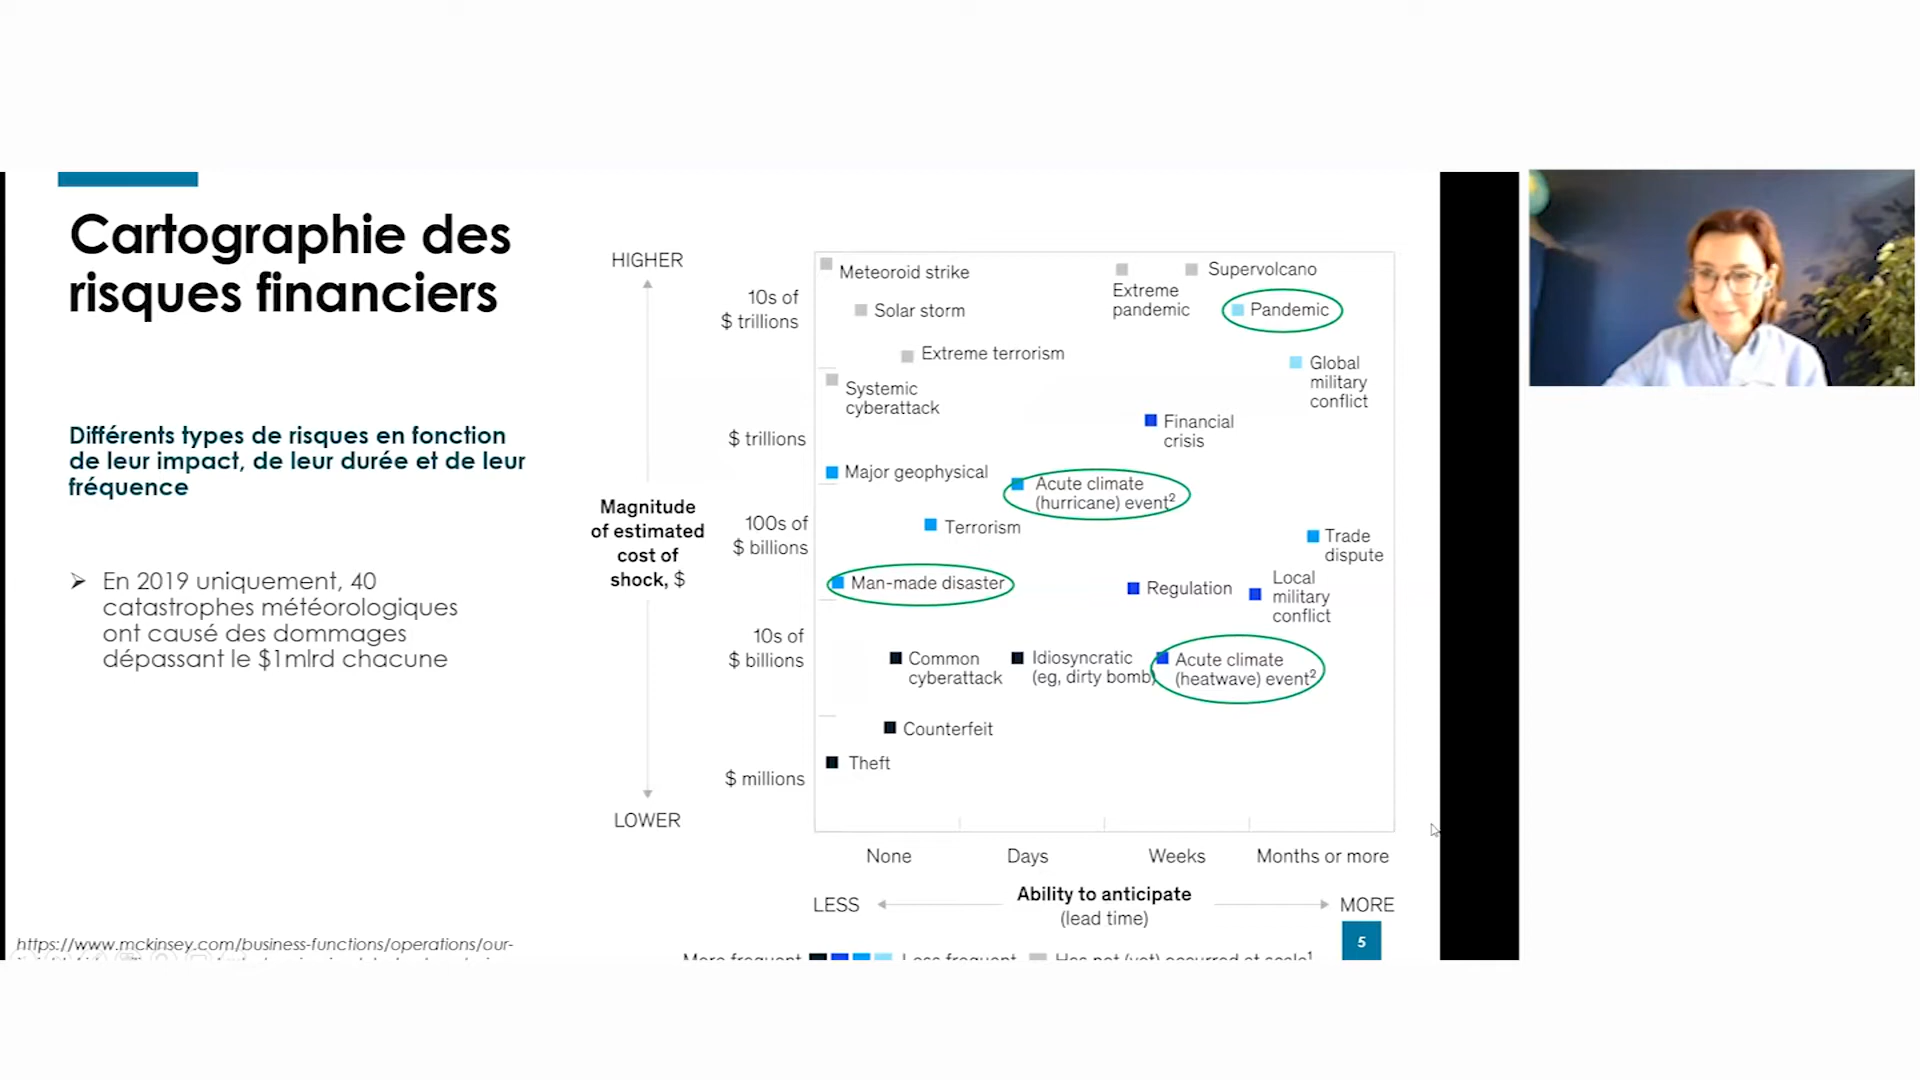 Cartographie des
risques financiers
Différents types de risques en fonction
de leur impact, de leur durée et de leur
fréquence
➢ En 2019 uniquement, 40
catastrophes météorologiques
ont causé des dommages
dépassant le $1mlrd chacune
https://www.mckinsey.com/business-functions/operations/our-
HIGHER
Magnitude
of estimated
cost of
shock, $
LOWER
10s of
$ trillions
$ trillions
100s of
$ billions
10s of
$ billions
$ millions
Meteoroid strike
Supervolcano
Extreme
pandemic
Solar storm
Pandemic
Extreme terrorism
Global
military
conflict
Systemic
cyberattack
Financial
crisis
Major geophysical
Acute climate
(hurricane) event²
Terrorism
Trade
dispute
Man-made disaster
Regulation
Local
military
conflict
Common
cyberattack
Idiosyncratic
(eg, dirty bomb)
Acute climate
(heatwave) event²
Counterfeit
Theft
None
Days
Weeks
Months or more
LESS
Ability to anticipate
(lead time)
MORE
More frequent
Less frequent
Has not (yet) occurred at scale¹
5